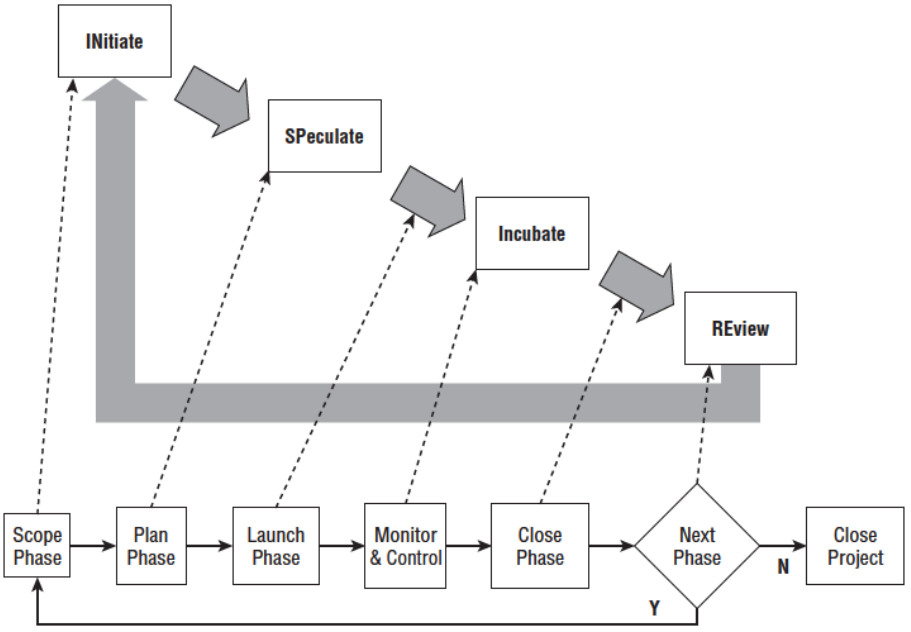 INitiate
SPeculate
Incubate
REview
Scope
Phase
Plan
Phase
Launch
Phase
Monitor
& Control
Close
Phase
Next
Phase
N
Close
Project
Y